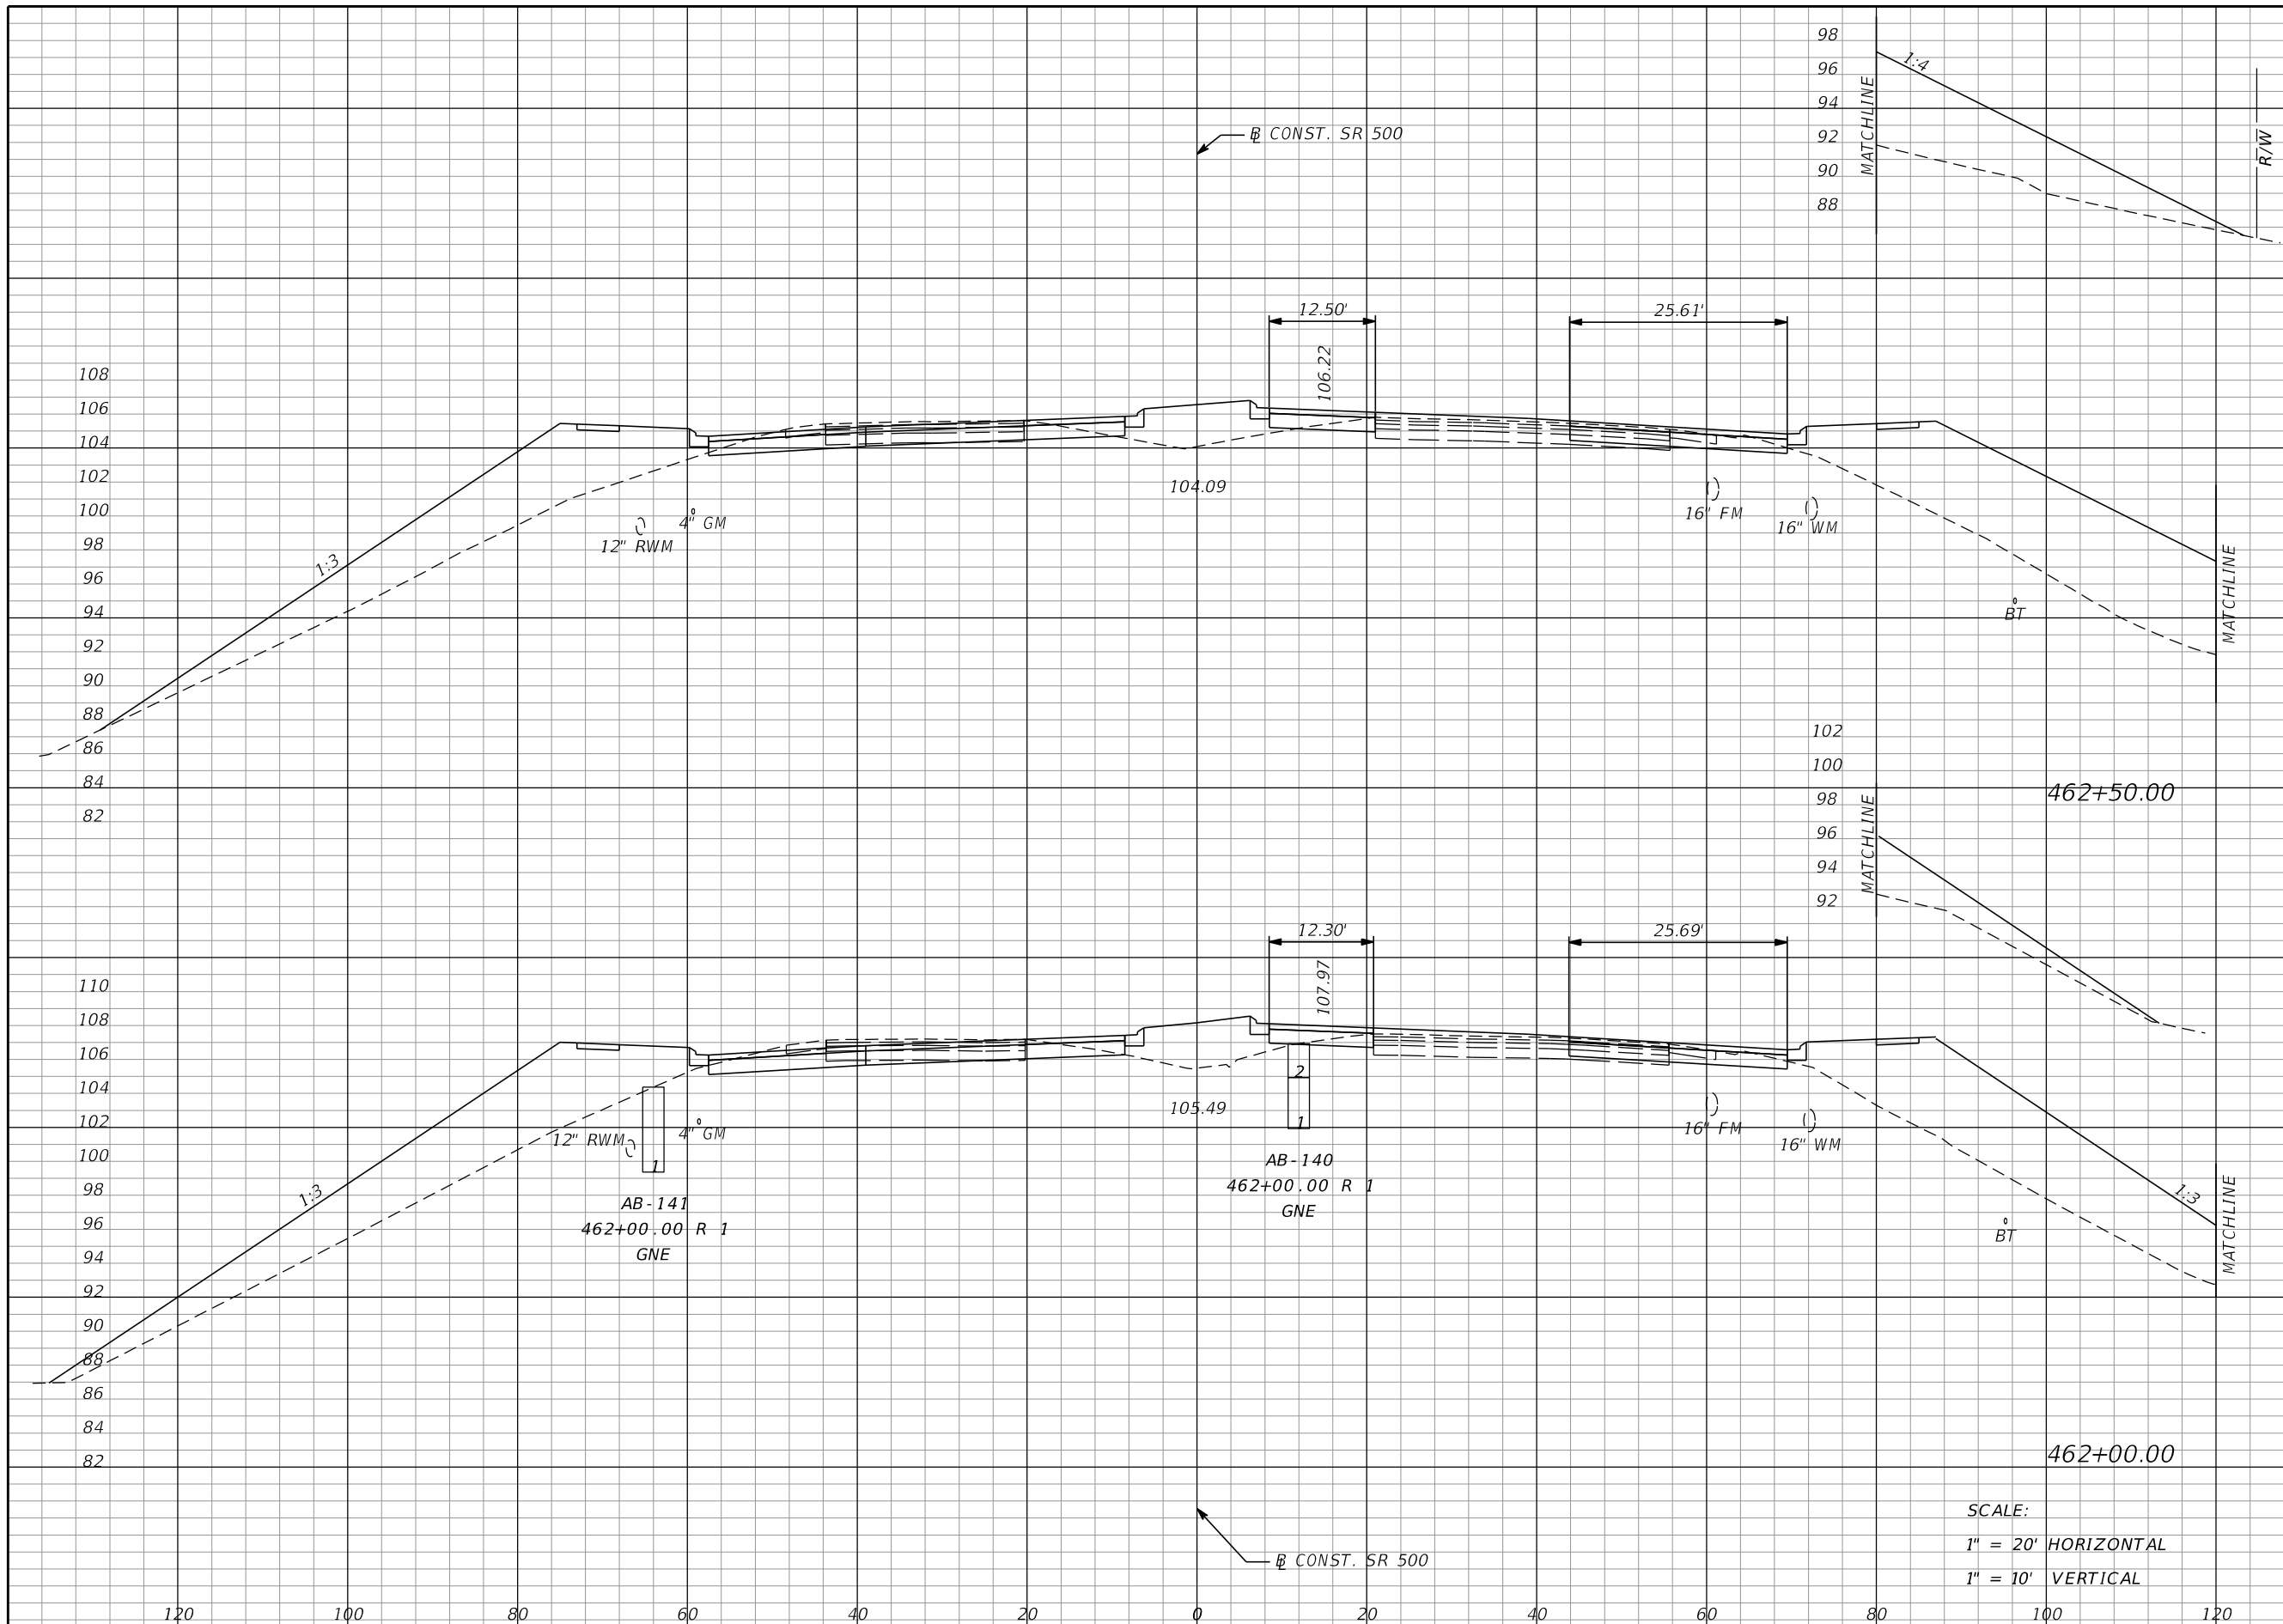 98
96
94
92
90
88
MATCHLINE
1:4
R/W
BL CONST. SR 500
12.50'
25.61'
106.22
108
106
104
102
100
98
96
94
92
90
88
86
84
82
1:3
12" RWM
4" GM
104.09
16" FM
16" WM
BT
MATCHLINE
462+50.00
102
100
98
96
94
92
MATCHLINE
12.30'
25.69'
107.97
110
108
106
104
102
100
98
96
94
92
90
88
86
84
82
1:3
12" RWM
1
4" GM
105.49
2
1
16" FM
16" WM
AB-141
462+00.00 R 1
GNE
AB-140
462+00.00 R 1
GNE
BT
1:3
MATCHLINE
462+00.00
BL CONST. SR 500
SCALE:
1" = 20' HORIZONTAL
1" = 10' VERTICAL
120 100 80 60 40 20 0 20 40 60 80 100 120